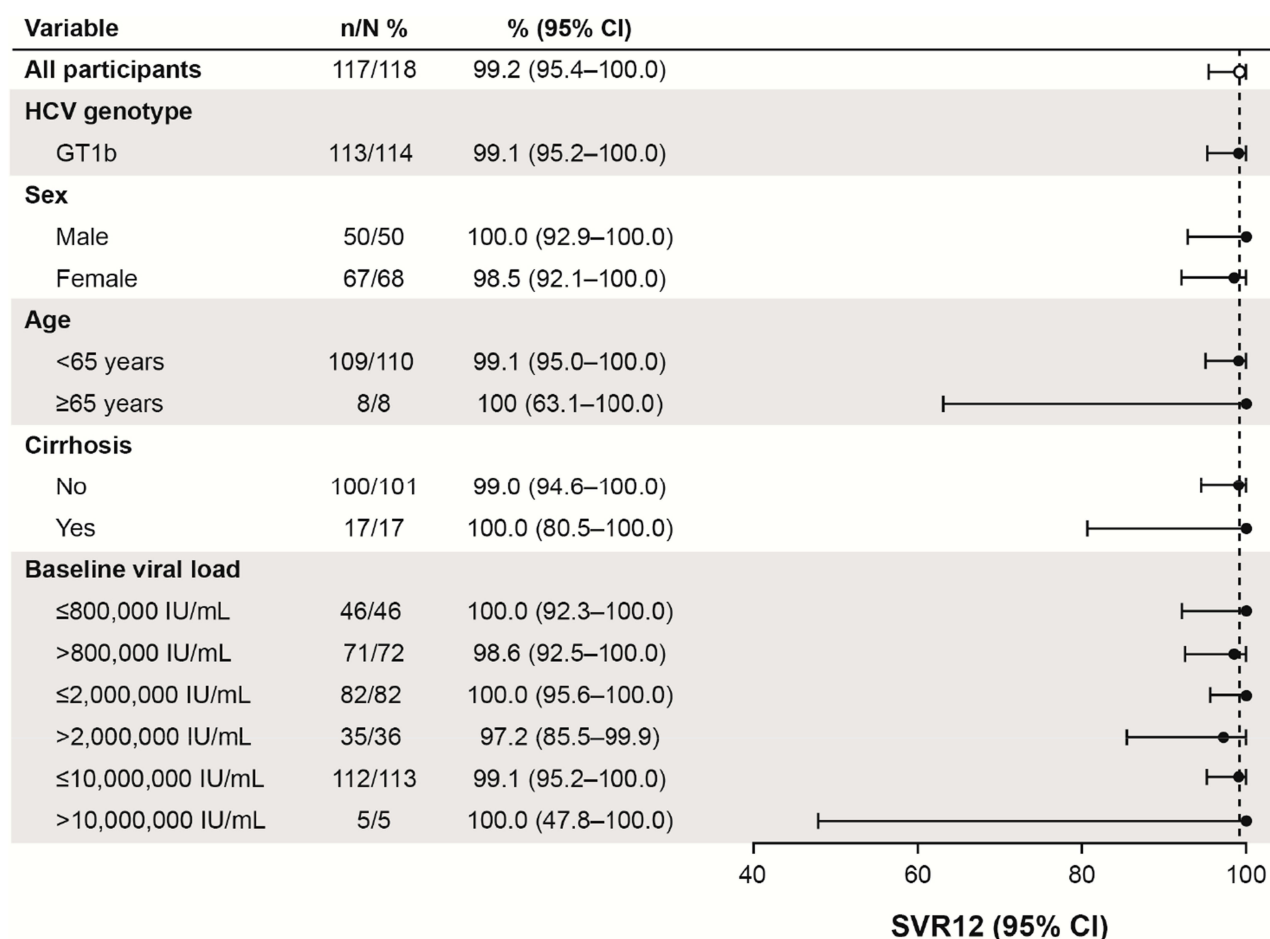 Variable n/N % % (95% CI)
All participants 117/118 99.2 (95.4–100.0)
HCV genotype
GT1b 113/114 99.1 (95.2–100.0)
Sex
Male 50/50 100.0 (92.9–100.0)
Female 67/68 98.5 (92.1–100.0)
Age
<65 years 109/110 99.1 (95.0–100.0)
≥65 years 8/8 100 (63.1–100.0)
Cirrhosis
No 100/101 99.0 (94.6–100.0)
Yes 17/17 100.0 (80.5–100.0)
Baseline viral load
≤800,000 IU/mL 46/46 100.0 (92.3–100.0)
>800,000 IU/mL 71/72 98.6 (92.5–100.0)
≤2,000,000 IU/mL 82/82 100.0 (95.6–100.0)
>2,000,000 IU/mL 35/36 97.2 (85.5–99.9)
≤10,000,000 IU/mL 112/113 99.1 (95.2–100.0)
>10,000,000 IU/mL 5/5 100.0 (47.8–100.0)
40 60 80 100
SVR12 (95% CI)